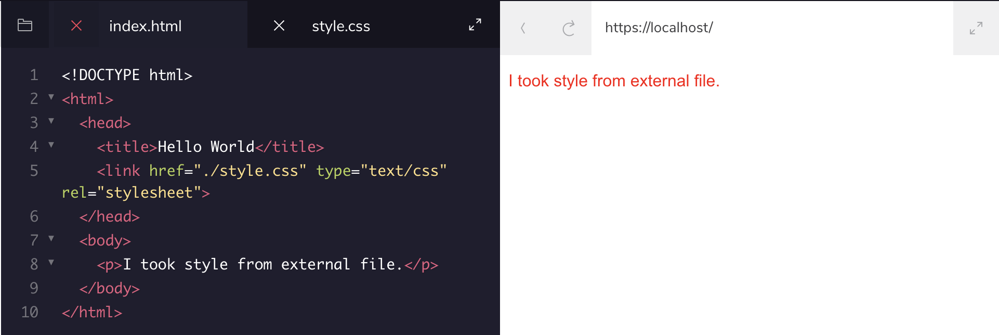 index.html
style.css
https://localhost/
1 <!DOCTYPE html>
2 <html>
3 <head>
4 <title>Hello World</title>
5 <link href="./style.css" type="text/css"
rel="stylesheet">
6 </head>
7 <body>
8 <p>I took style from external file.</p>
9 </body>
10 </html>
I took style from external file.